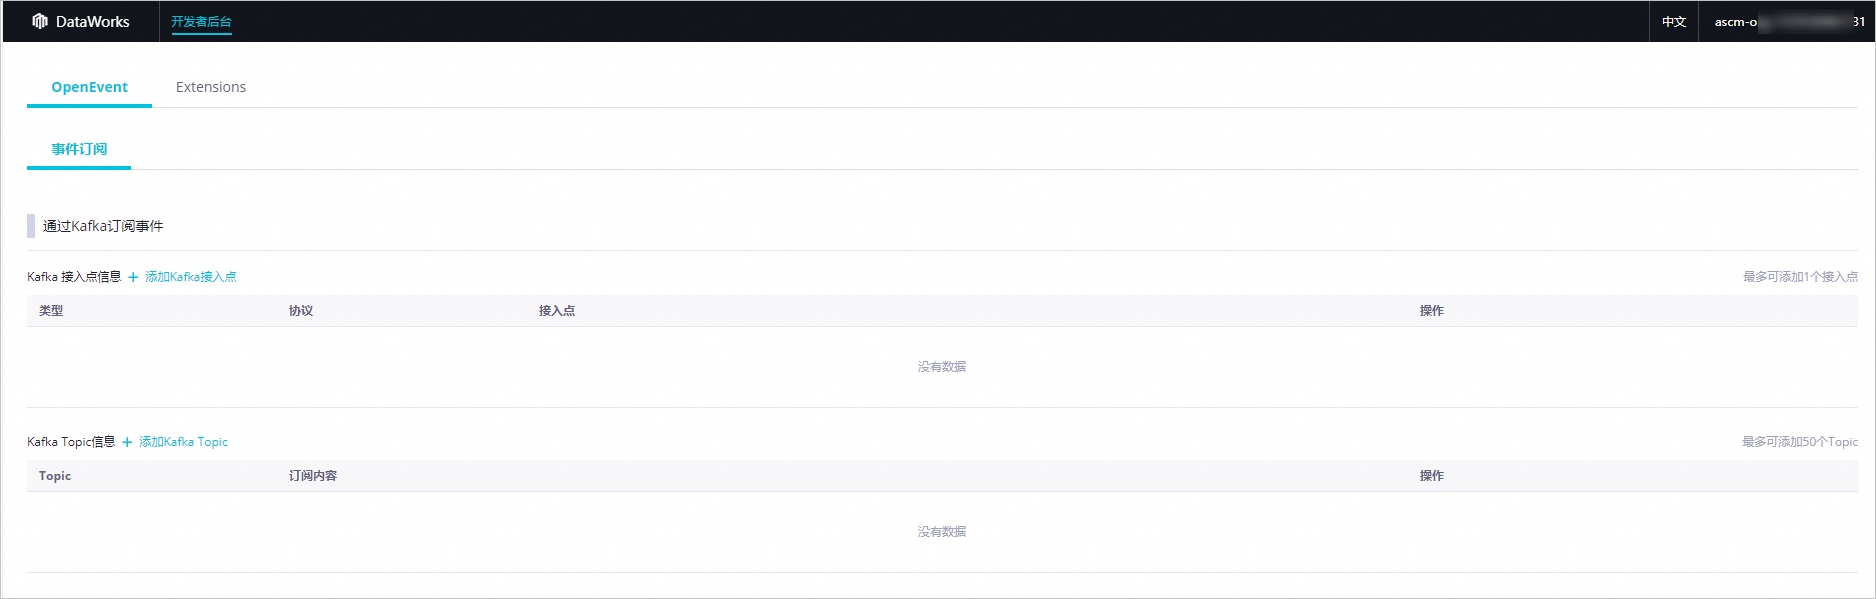 DataWorks 开发者后台 中文 ascm-o 31
OpenEvent Extensions
事件订阅
通过Kafka订阅事件
Kafka 接入点信息 + 添加Kafka接入点 最多可添加1个接入点
类型 协议 接入点 操作
没有数据
Kafka Topic信息 + 添加Kafka Topic 最多可添加50个Topic
Topic 订阅内容 操作
没有数据